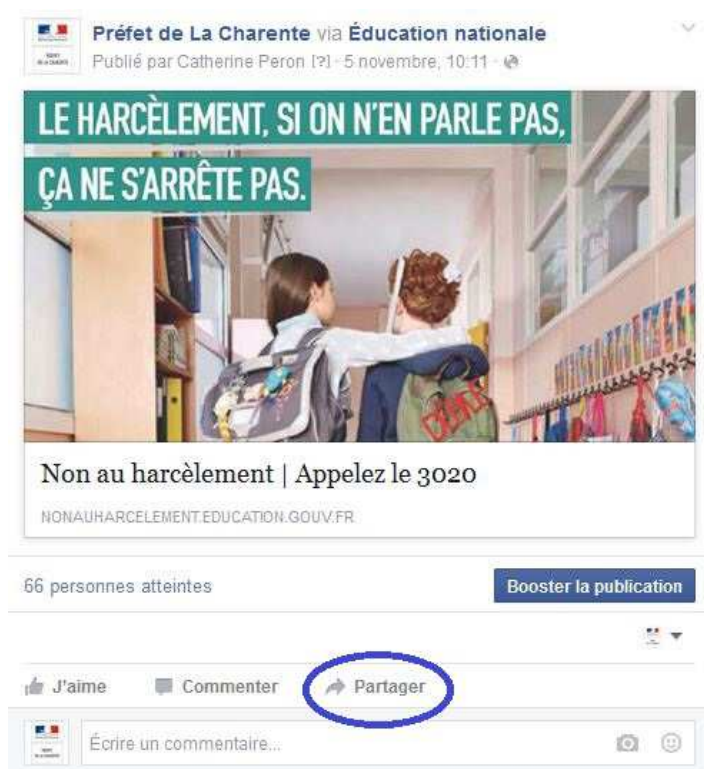 Préfet de La Charente via Éducation nationale
Publié par Catherine Peron [?] · 5 novembre, 10:11 ·
LE HARCÈLEMENT, SI ON N'EN PARLE PAS,
ÇA NE S'ARRÊTE PAS.
Non au harcèlement | Appelez le 3020
NONAUHARCELEMENT.EDUCATION.GOUV.FR
66 personnes atteintes
Booster la publication
J'aime Commenter Partager
Écrire un commentaire...